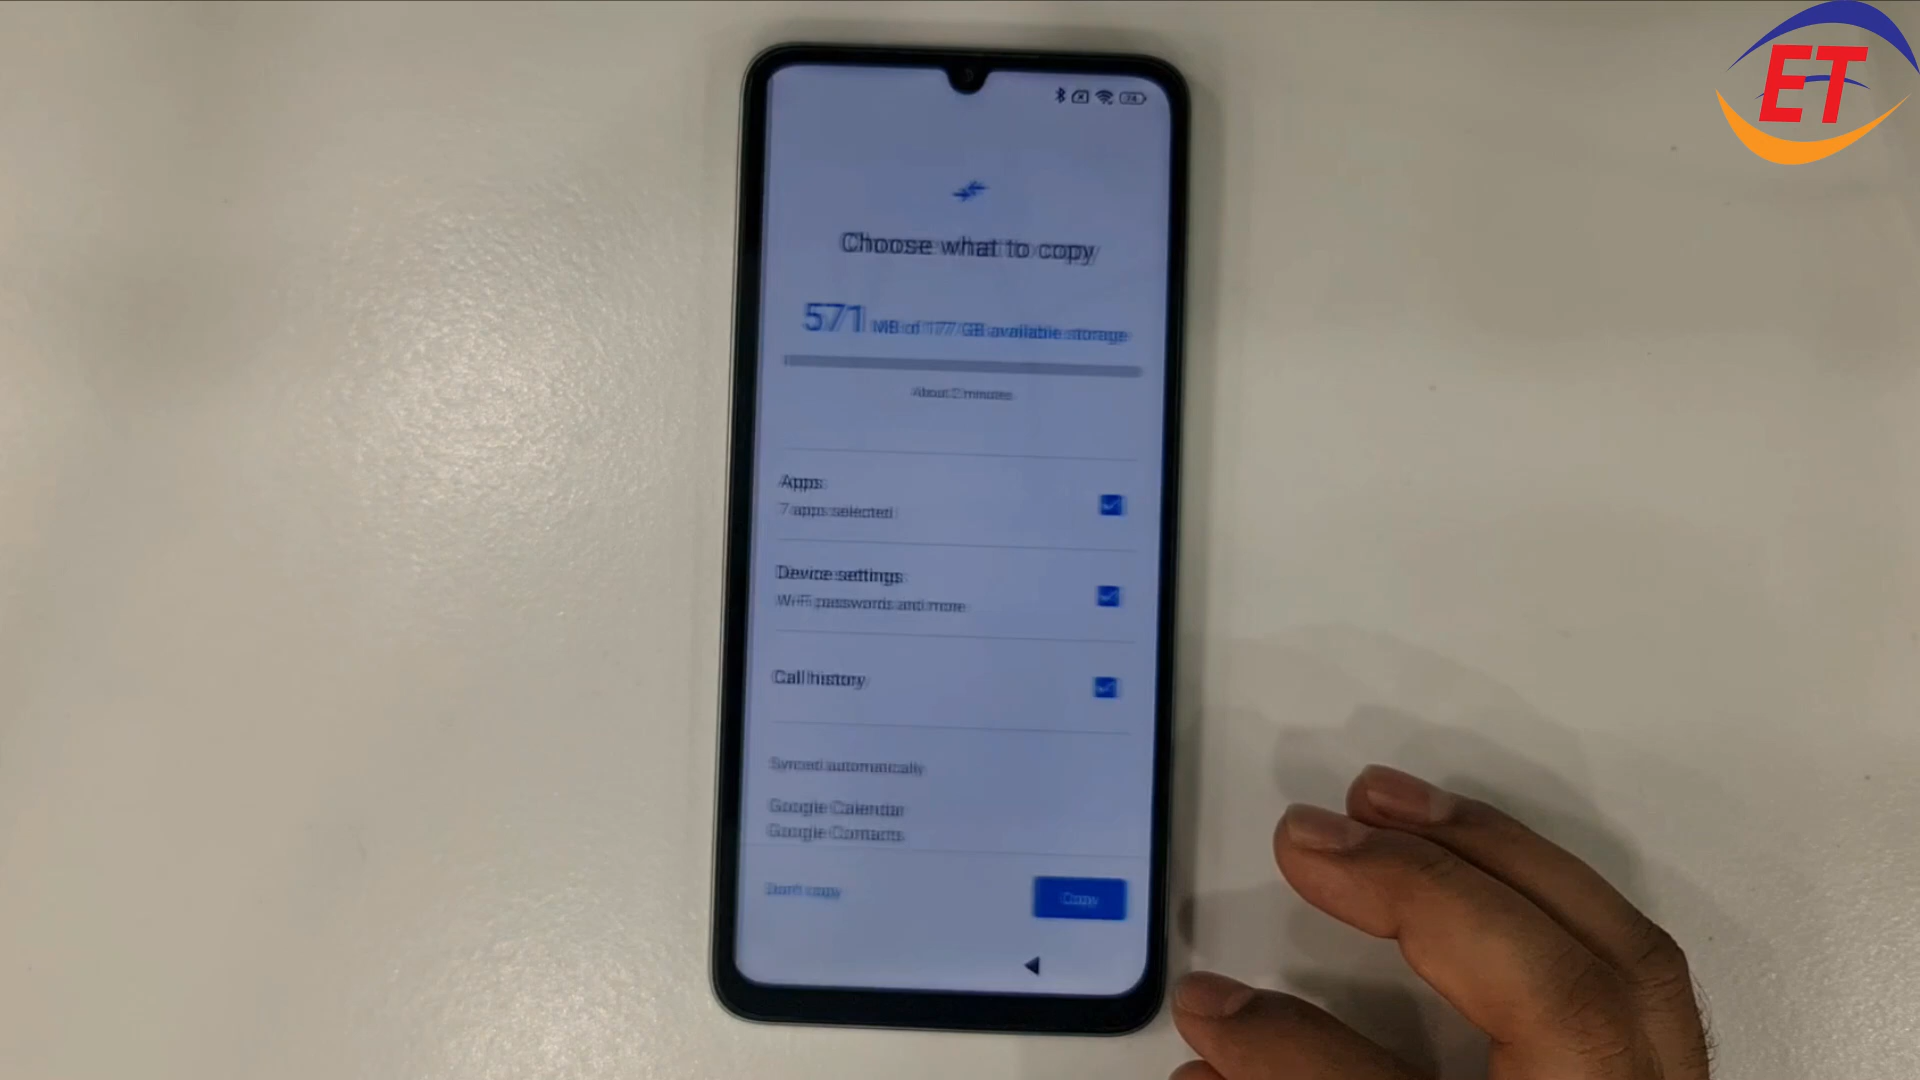 ET
Choose what to copy
571 MB of 177 GB available storage
About 2 minutes
Apps
7 apps selected
Device settings
Wi-Fi passwords and more
Call history
Synced automatically
Google Calendar
Google Contacts
Don't copy
Copy